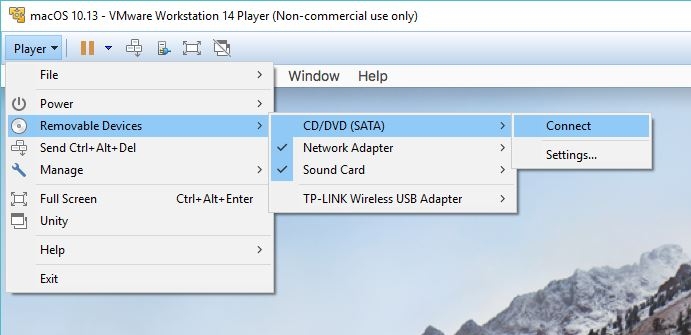 macOS 10.13 - VMware Workstation 14 Player (Non-commercial use only)
Player
Window Help
File
Power
Removable Devices
Send Ctrl+Alt+Del
Manage
Full Screen Ctrl+Alt+Enter
Unity
Help
Exit
CD/DVD (SATA)
Network Adapter
Sound Card
TP-LINK Wireless USB Adapter
Connect
Settings...